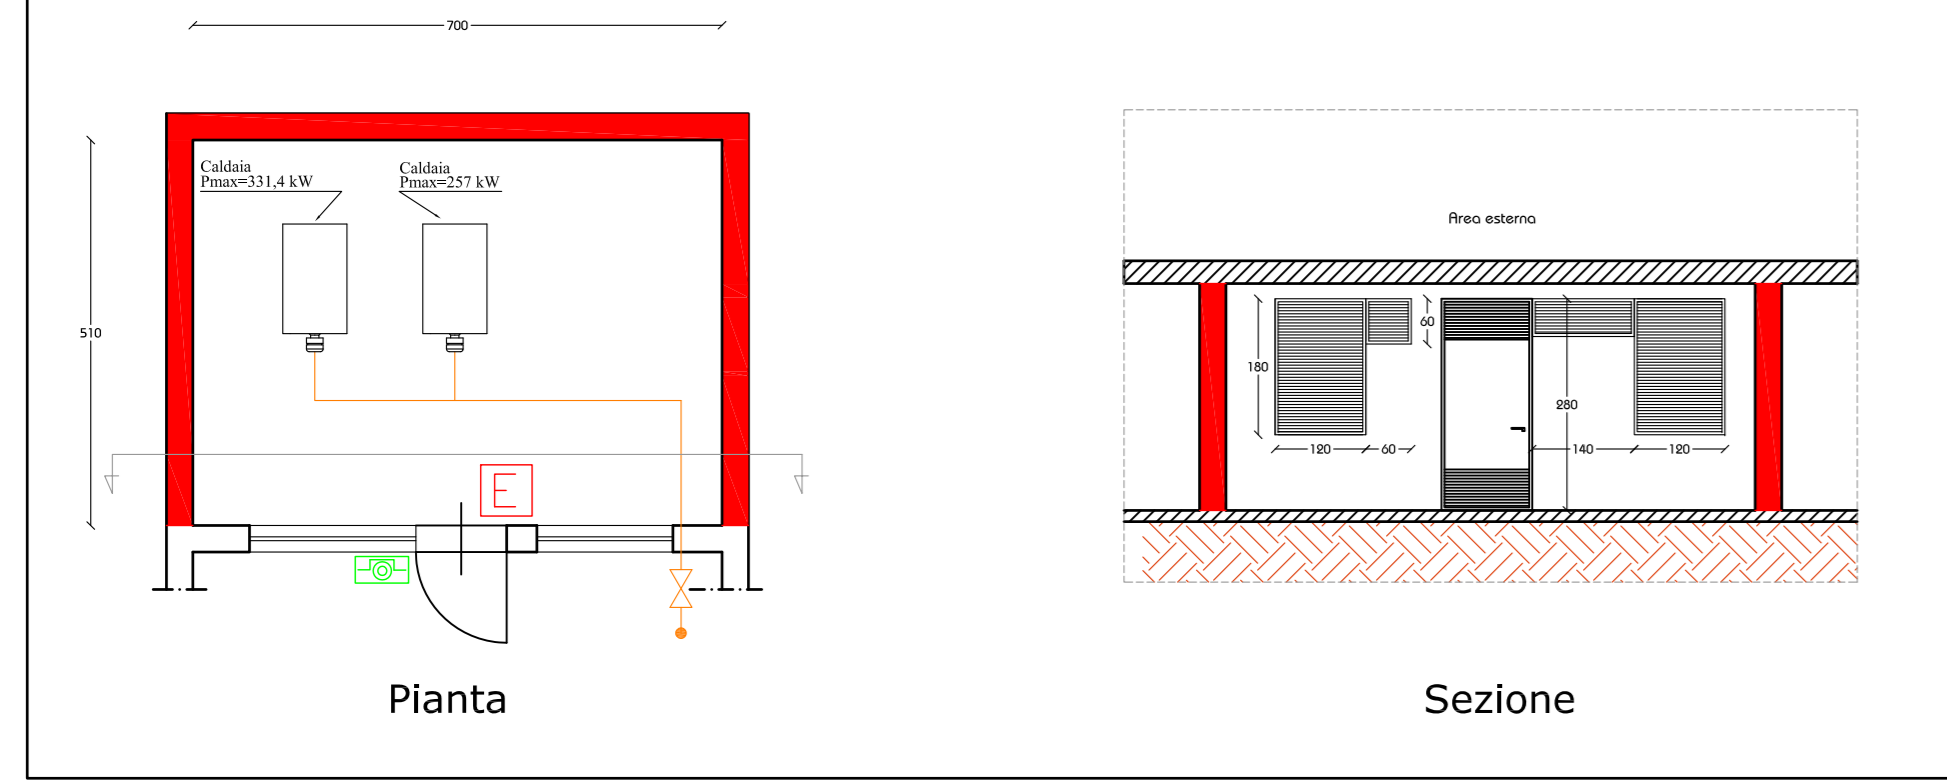 700
Caldaia
Pmax=331,4 kW
Caldaia
Pmax=257 kW
510
E
Pianta
Area esterna
180
60
280
120
60
140
120
Sezione